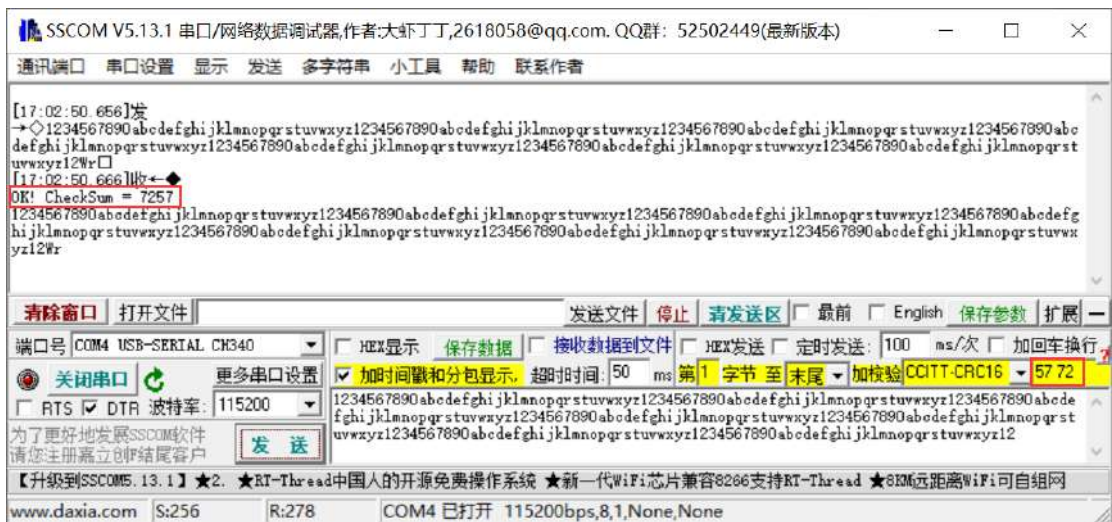 SSCOM V5.13.1 串口/网络数据调试器,作者:大虾丁丁,2618058@qq.com. QQ群: 52502449(最新版本)
通讯端口 串口设置 显示 发送 多字符串 小工具 帮助 联系作者
[17:02:50.656]发
→◇1234567890abcdefghijklmnopqrstuvwxyz1234567890abcdefghijklmnopqrstuvwxyz1234567890abcdefghijklmnopqrstuvwxyz1234567890abc
defghijklmnopqrstuvwxyz1234567890abcdefghijklmnopqrstuvwxyz1234567890abcdefghijklmnopqrstuvwxyz1234567890abcdefghijklmnopqrst
uvwxyz12Wr□
[17:02:50.666]收←◆
OK! CheckSum = 7257
1234567890abcdefghijklmnopqrstuvwxyz1234567890abcdefghijklmnopqrstuvwxyz1234567890abcdefghijklmnopqrstuvwxyz1234567890abcdefg
hijklmnopqrstuvwxyz1234567890abcdefghijklmnopqrstuvwxyz1234567890abcdefghijklmnopqrstuvwxyz1234567890abcdefghijklmnopqrstuvwx
yz12Wr
清除窗口 打开文件 发送文件 停止 清发送区 最前 English 保存参数 扩展 —
端口号 COM4 USB-SERIAL CH340 HEX显示 保存数据 接收数据到文件 HEX发送 定时发送: 100 ms/次 加回车换行
关闭串口 更多串口设置 加时间戳和分包显示, 超时时间: 50 ms 第 1 字节 至 末尾 加校验 CCITT-CRC16 57 72
RTS DTR 波特率: 115200
1234567890abcdefghijklmnopqrstuvwxyz1234567890abcdefghijklmnopqrstuvwxyz1234567890abcdefghijklmnopqrstuvwxyz1234567890abcde
fghijklmnopqrstuvwxyz1234567890abcdefghijklmnopqrstuvwxyz1234567890abcdefghijklmnopqrstuvwxyz1234567890abcdefghijklmnopqrst
uvwxyz1234567890abcdefghijklmnopqrstuvwxyz1234567890abcdefghijklmnopqrstuvwxyz12
为了更好地发展SSCOM软件
请您注册嘉立创F结尾客户
发 送
【升级到SSCOM5.13.1】★2. ★RT-Thread中国人的开源免费操作系统 ★新一代WiFi芯片兼容8266支持RT-Thread ★8KM远距离WiFi可自组网
www.daxia.com S:256 R:278 COM4 已打开 115200bps,8,1,None,None